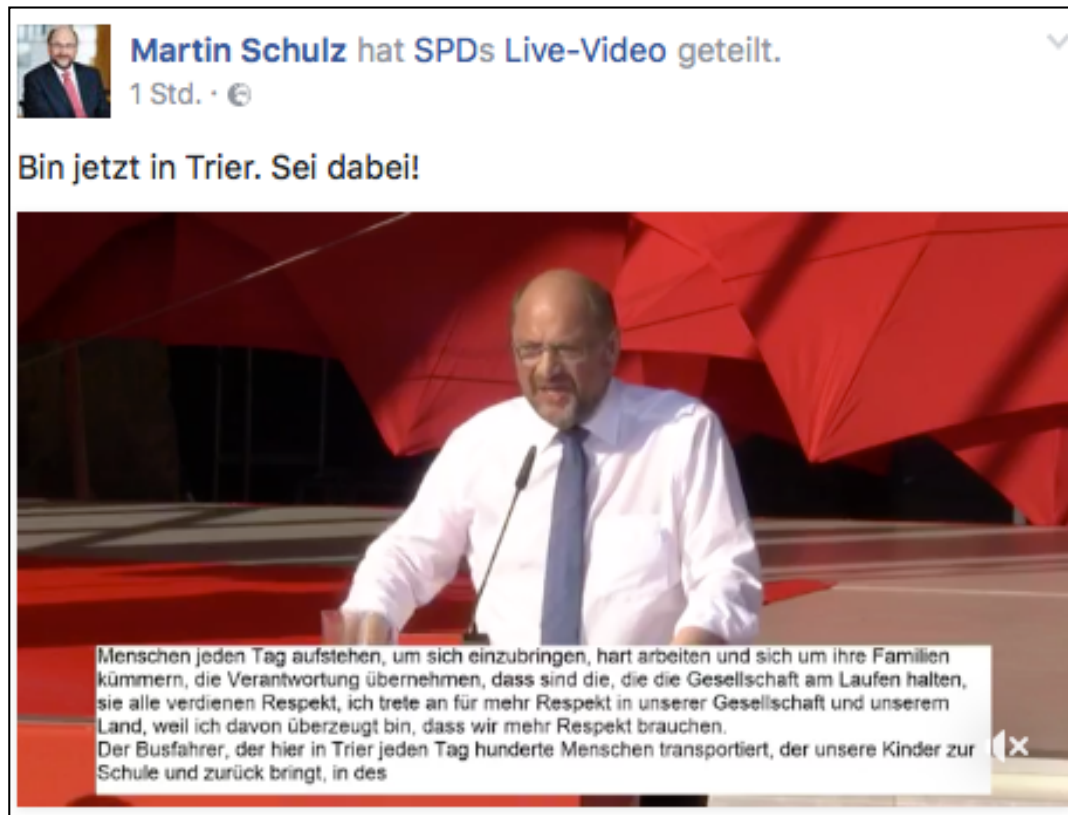 Martin Schulz hat SPDs Live-Video geteilt.
1 Std. ·
Bin jetzt in Trier. Sei dabei!
Menschen jeden Tag aufstehen, um sich einzubringen, hart arbeiten und sich um ihre Familien
kümmern, die Verantwortung übernehmen, dass sind die, die die Gesellschaft am Laufen halten,
sie alle verdienen Respekt, ich trete an für mehr Respekt in unserer Gesellschaft und unserem
Land, weil ich davon überzeugt bin, dass wir mehr Respekt brauchen.
Der Busfahrer, der hier in Trier jeden Tag hunderte Menschen transportiert, der unsere Kinder zur
Schule und zurück bringt, in des